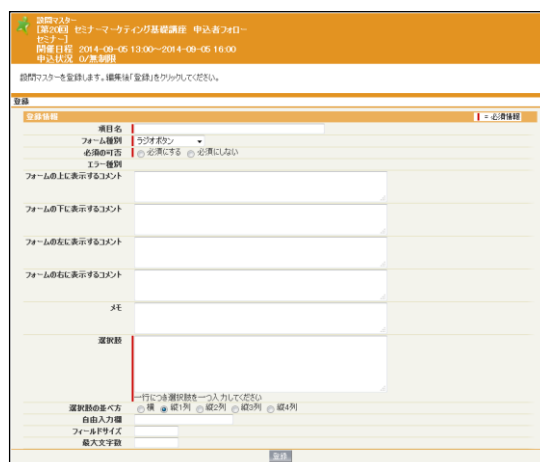 設問マスター
[第20回 セミナーマーケティング基礎講座 申込者フォロー
セミナー]
開催日程 2014-09-05 13:00～2014-09-05 16:00
申込状況 0/無制限
設問マスターを登録します。編集後「登録」をクリックしてください。
登録
登録情報 = 必須情報
項目名
フォーム種別 ラジオボタン
必須の可否 必須にする 必須にしない
エラー種別
フォームの上に表示するコメント
フォームの下に表示するコメント
フォームの左に表示するコメント
フォームの右に表示するコメント
メモ
選択肢
一行につき選択肢を一つ入力してください
選択肢の並べ方 横 縦1列 縦2列 縦3列 縦4列
自由入力欄
フィールドサイズ
最大文字数
登録